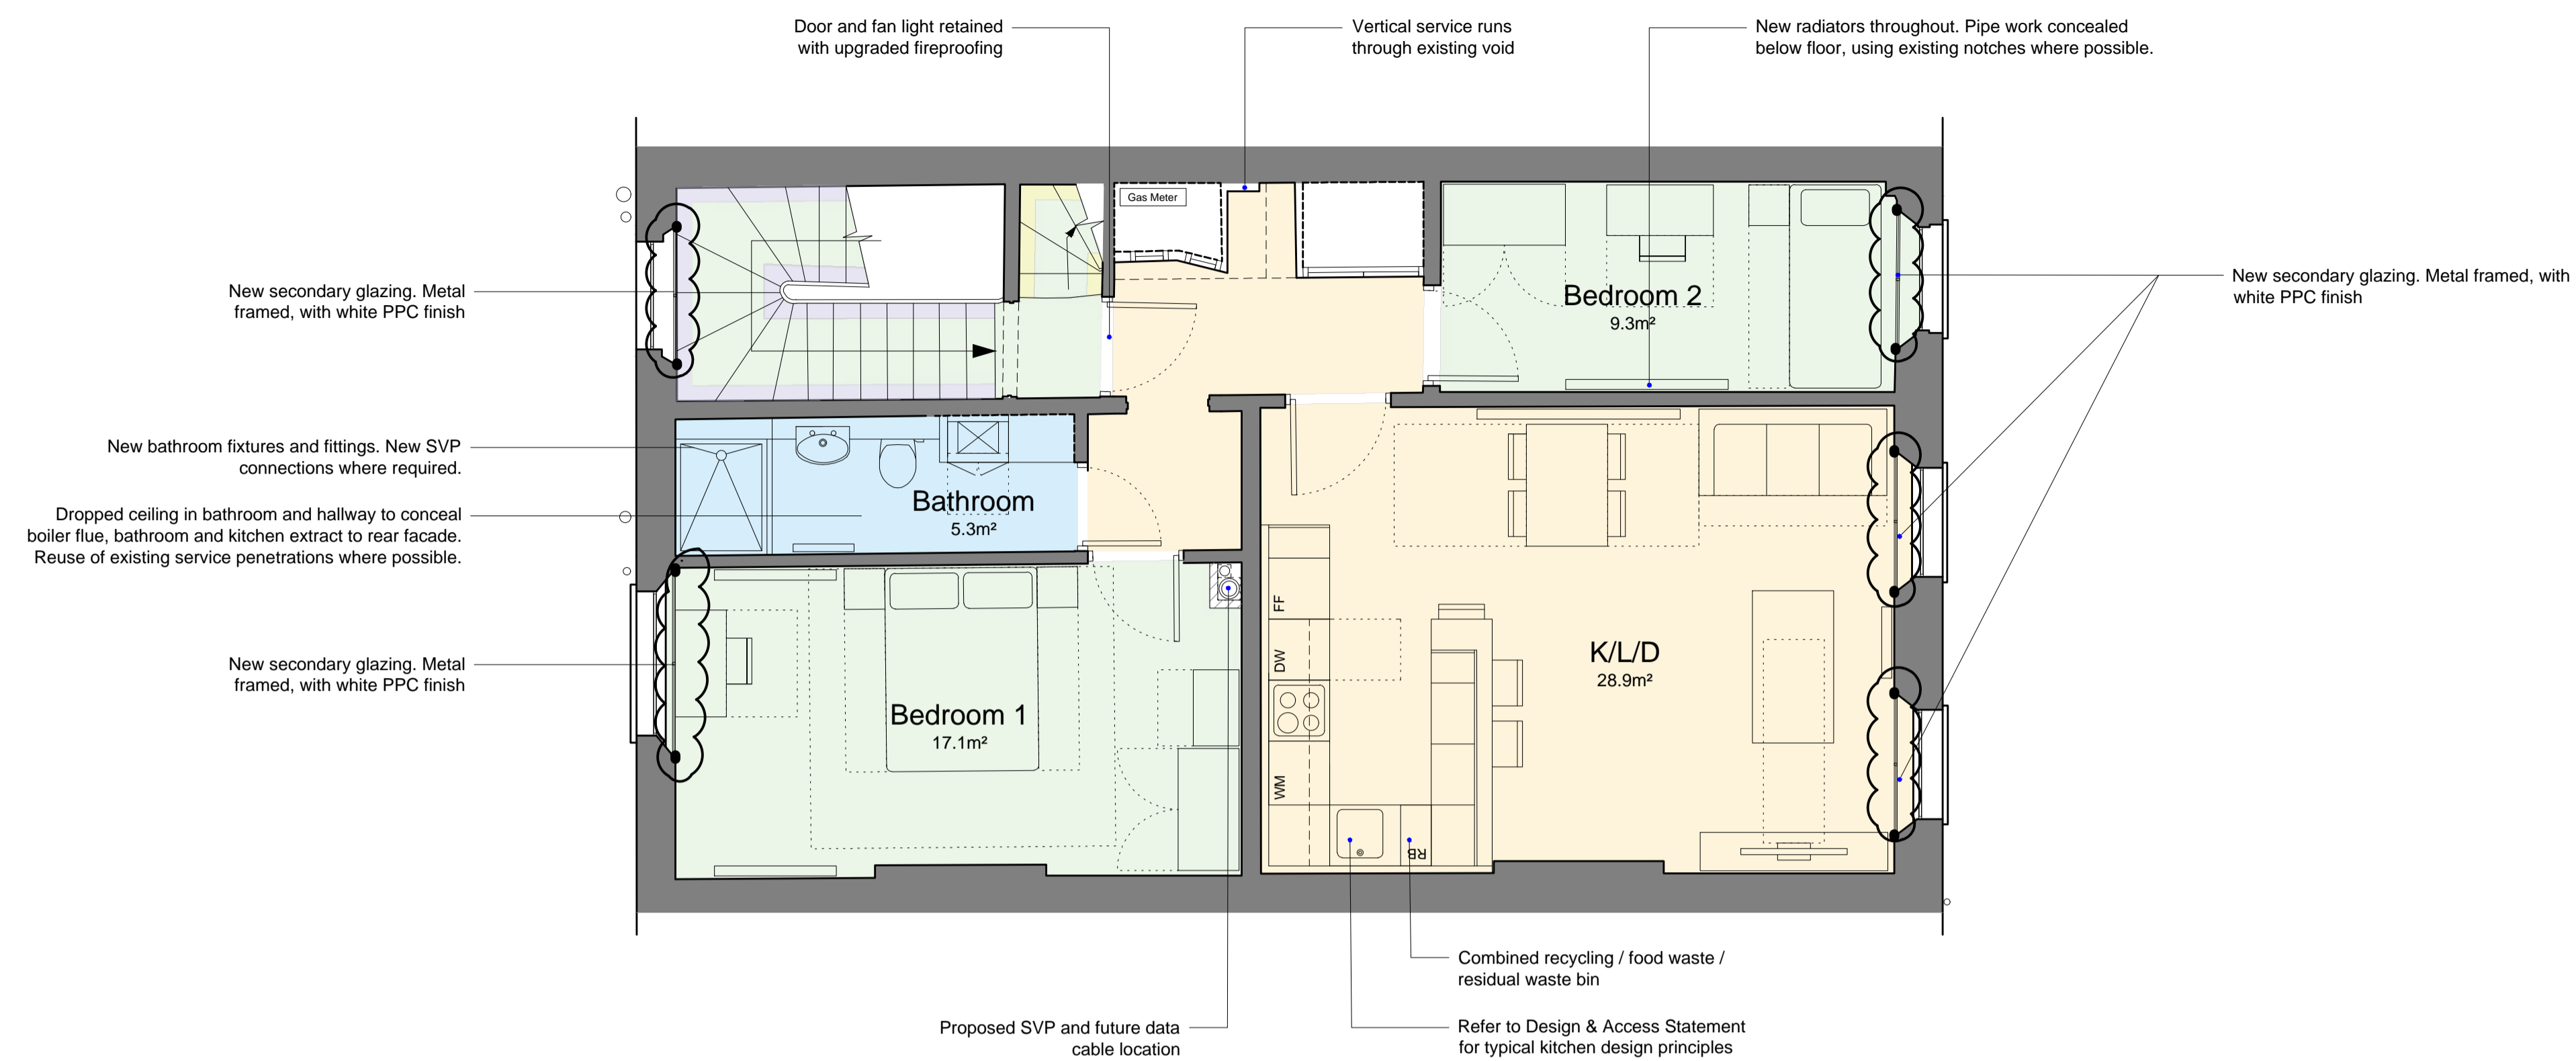 Door and fan light retained
with upgraded fireproofing
Vertical service runs
through existing void
New radiators throughout. Pipe work concealed
below floor, using existing notches where possible.
Gas Meter
New secondary glazing. Metal
framed, with white PPC finish
Bedroom 2
9.3m²
New secondary glazing. Metal framed, with
white PPC finish
New bathroom fixtures and fittings. New SVP
connections where required.
Dropped ceiling in bathroom and hallway to conceal
boiler flue, bathroom and kitchen extract to rear facade.
Reuse of existing service penetrations where possible.
Bathroom
5.3m²
New secondary glazing. Metal
framed, with white PPC finish
Bedroom 1
17.1m²
FF
DW
WM
RB
K/L/D
28.9m²
Combined recycling / food waste /
residual waste bin
Proposed SVP and future data
cable location
Refer to Design & Access Statement
for typical kitchen design principles